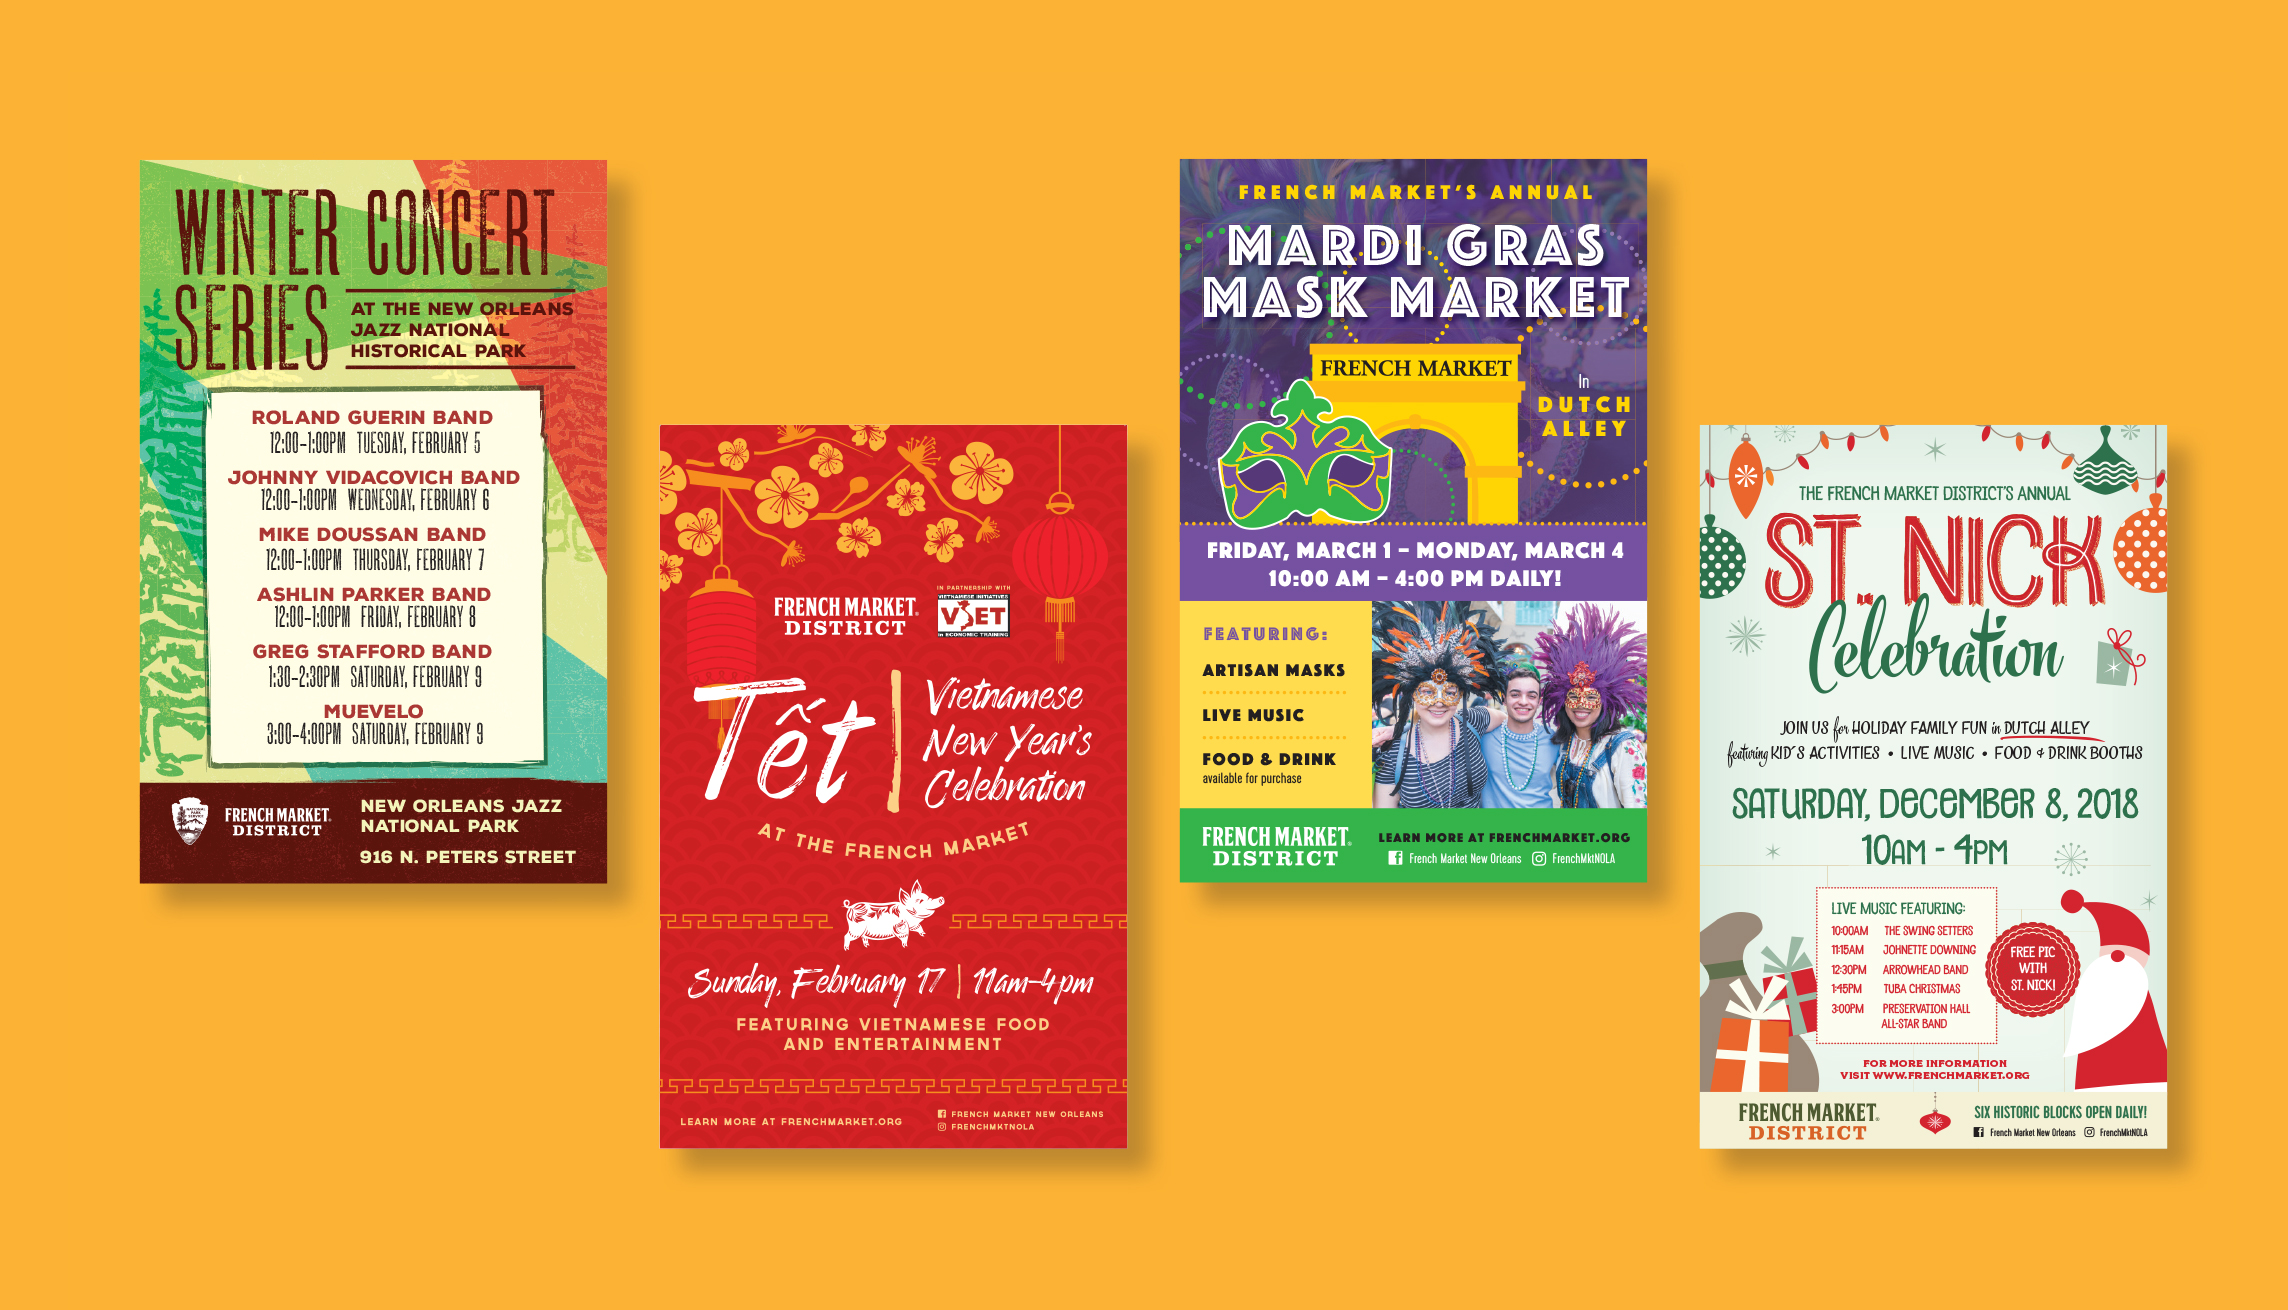 WINTER CONCERT
SERIES
AT THE NEW ORLEANS
JAZZ NATIONAL
HISTORICAL PARK
ROLAND GUERIN BAND
12:00-1:00PM TUESDAY, FEBRUARY 5
JOHNNY VIDACOVICH BAND
12:00-1:00PM WEDNESDAY, FEBRUARY 6
MIKE DOUSSAN BAND
12:00-1:00PM THURSDAY, FEBRUARY 7
ASHLIN PARKER BAND
12:00-1:00PM FRIDAY, FEBRUARY 8
GREG STAFFORD BAND
1:30-2:30PM SATURDAY, FEBRUARY 9
MUEVELO
3:00-4:00PM SATURDAY, FEBRUARY 9
NATIONAL
PARK
SERVICE
FRENCH MARKET®
DISTRICT
NEW ORLEANS JAZZ
NATIONAL PARK
916 N. PETERS STREET
FRENCH MARKET®
DISTRICT
IN PARTNERSHIP WITH
VIETNAMESE INITIATIVES
VIET
in ECONOMIC TRAINING
Tết
Vietnamese
New Year's
Celebration
AT THE FRENCH MARKET
Sunday, February 17 | 11am-4pm
FEATURING VIETNAMESE FOOD
AND ENTERTAINMENT
LEARN MORE AT FRENCHMARKET.ORG
FRENCH MARKET NEW ORLEANS
FRENCHMKTNOLA
FRENCH MARKET'S ANNUAL
MARDI GRAS
MASK MARKET
FRENCH MARKET
In
DUTCH
ALLEY
FRIDAY, MARCH 1 – MONDAY, MARCH 4
10:00 AM – 4:00 PM DAILY!
FEATURING:
ARTISAN MASKS
LIVE MUSIC
FOOD & DRINK
available for purchase
FRENCH MARKET®
DISTRICT
LEARN MORE AT FRENCHMARKET.ORG
French Market New Orleans FrenchMktNOLA
THE FRENCH MARKET DISTRICT'S ANNUAL
ST. NICK
Celebration
JOIN US for HOLIDAY FAMILY FUN in DUTCH ALLEY
featuring KID'S ACTIVITIES • LIVE MUSIC • FOOD & DRINK BOOTHS
SATURDAY, DECEMBER 8, 2018
10AM - 4PM
LIVE MUSIC FEATURING:
10:00AM THE SWING SETTERS
11:15AM JOHNETTE DOWNING
12:30PM ARROWHEAD BAND
1:45PM TUBA CHRISTMAS
3:00PM PRESERVATION HALL
ALL-STAR BAND
FREE PIC
WITH
ST. NICK!
FOR MORE INFORMATION
VISIT WWW.FRENCHMARKET.ORG
FRENCH MARKET®
DISTRICT
SIX HISTORIC BLOCKS OPEN DAILY!
French Market New Orleans FrenchMktNOLA